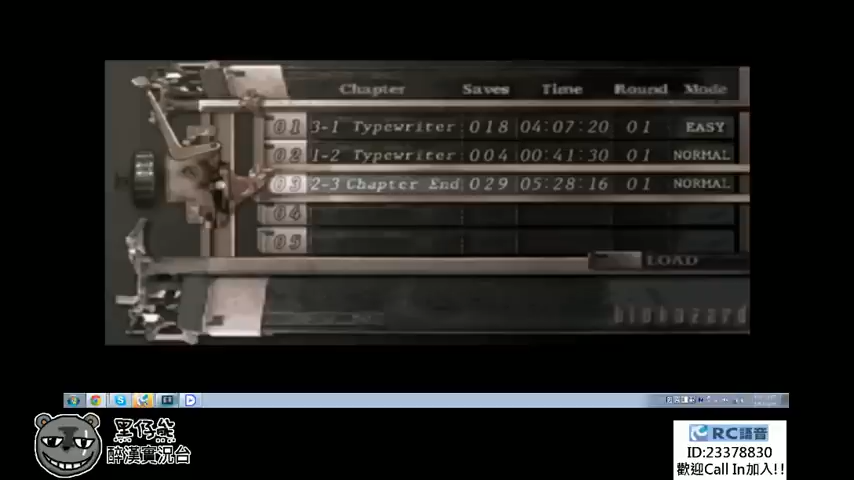 Chapter Saves Time Round Mode
01 3-1 Typewriter 018 04:07:20 01 EASY
02 1-2 Typewriter 004 00:41:30 01 NORMAL
03 2-3 Chapter End 029 05:28:16 01 NORMAL
04
05
LOAD
biohazard
黑仔熊
醉漢實況台
RC語音
ID:23378830
歡迎Call In加入!!